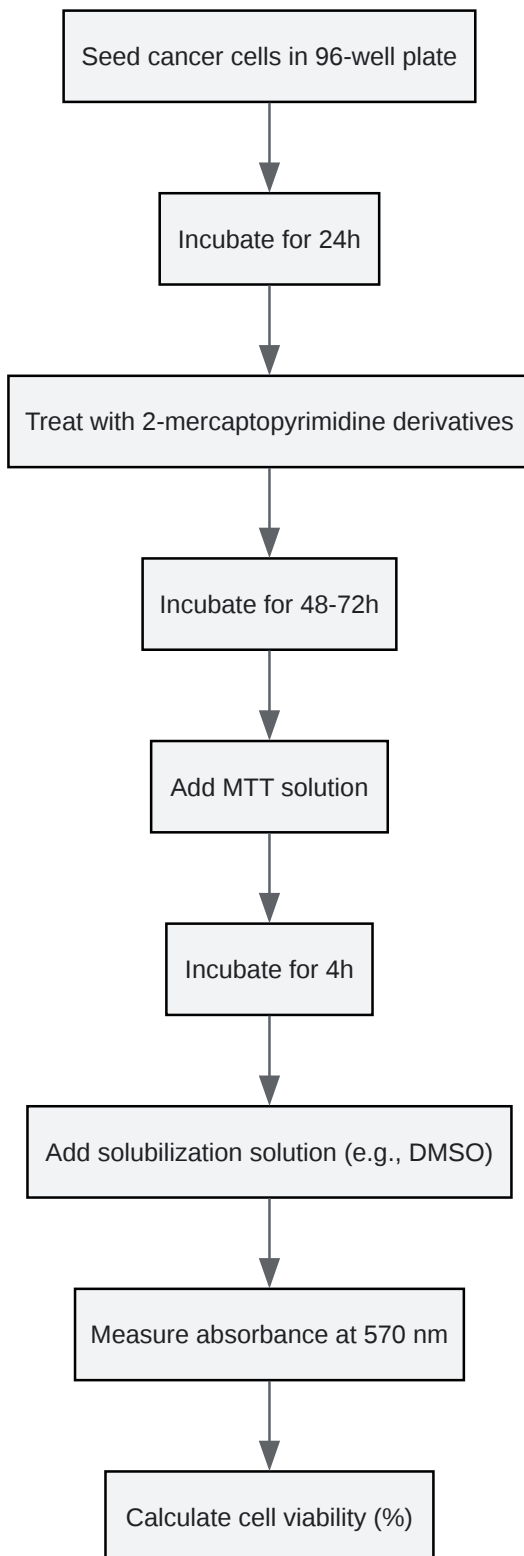 Seed cancer cells in 96-well plate
Incubate for 24h
Treat with 2-mercaptopyrimidine derivatives
Incubate for 48-72h
Add MTT solution
Incubate for 4h
Add solubilization solution (e.g., DMSO)
Measure absorbance at 570 nm
Calculate cell viability (%)